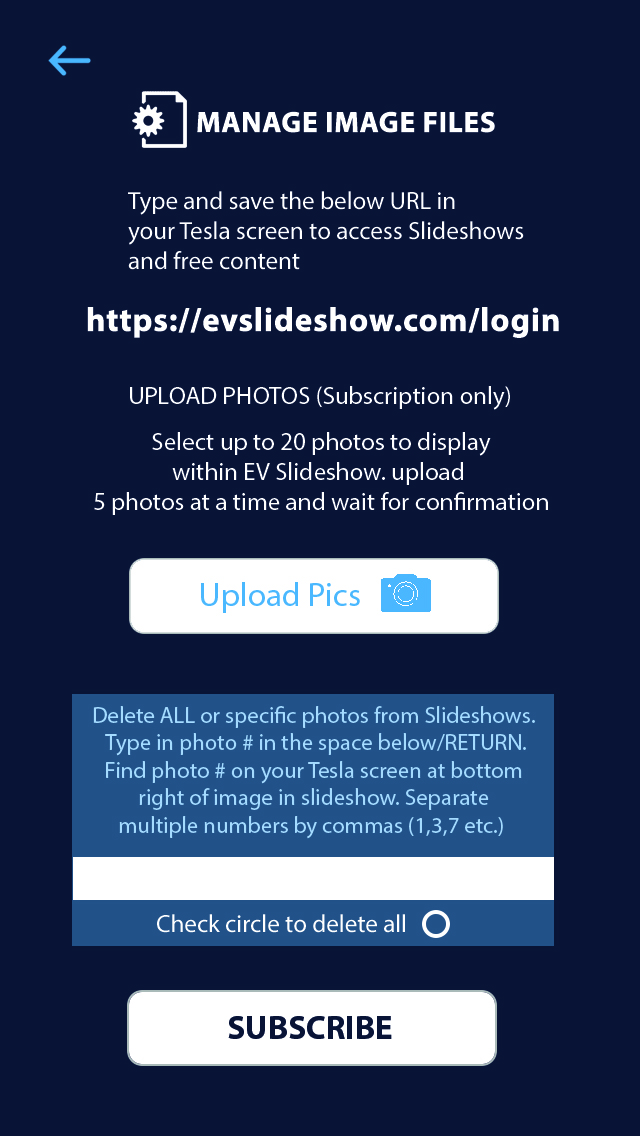 MANAGE IMAGE FILES
Type and save the below URL in
your Tesla screen to access Slideshows
and free content
https://evslideshow.com/login
UPLOAD PHOTOS (Subscription only)
Select up to 20 photos to display
within EV Slideshow. upload
5 photos at a time and wait for confirmation
Upload Pics
Delete ALL or specific photos from Slideshows.
Type in photo # in the space below/RETURN.
Find photo # on your Tesla screen at bottom
right of image in slideshow. Separate
multiple numbers by commas (1,3,7 etc.)
Check circle to delete all
SUBSCRIBE